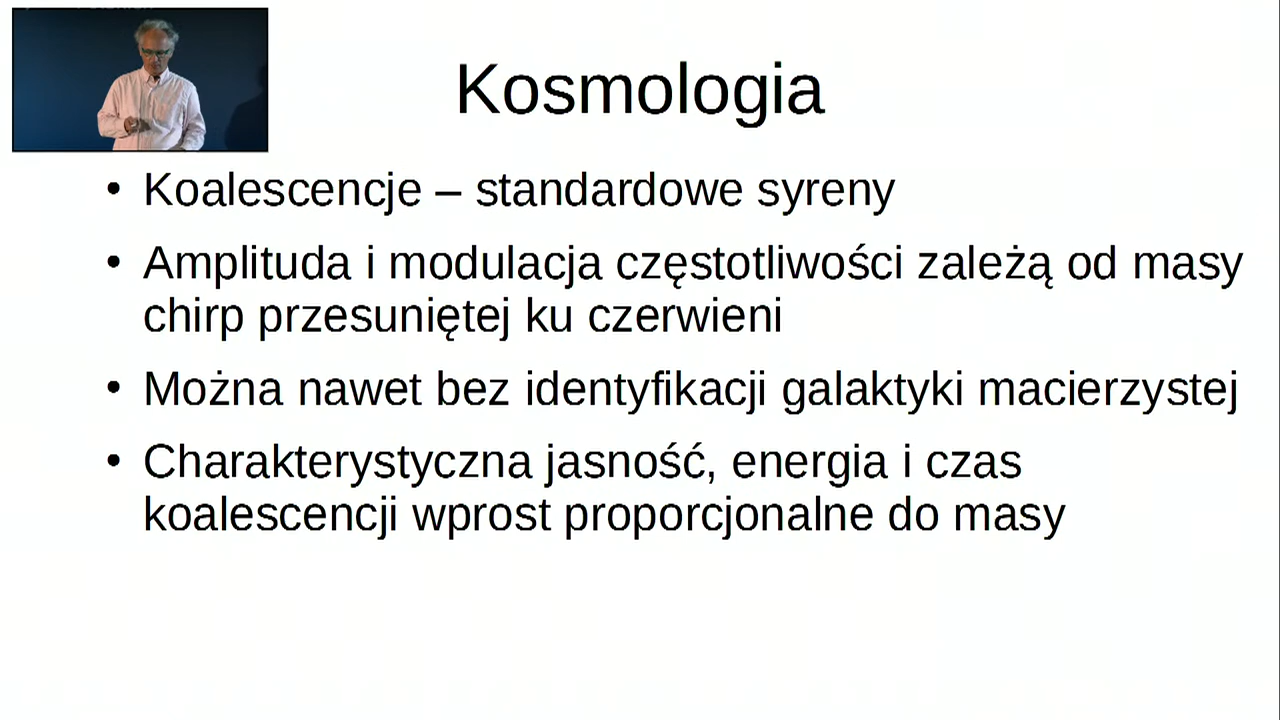 Kosmologia
• Koalescencje – standardowe syreny
• Amplituda i modulacja częstotliwości zależą od masy
chirp przesuniętej ku czerwieni
• Można nawet bez identyfikacji galaktyki macierzystej
• Charakterystyczna jasność, energia i czas
koalescencji wprost proporcjonalne do masy